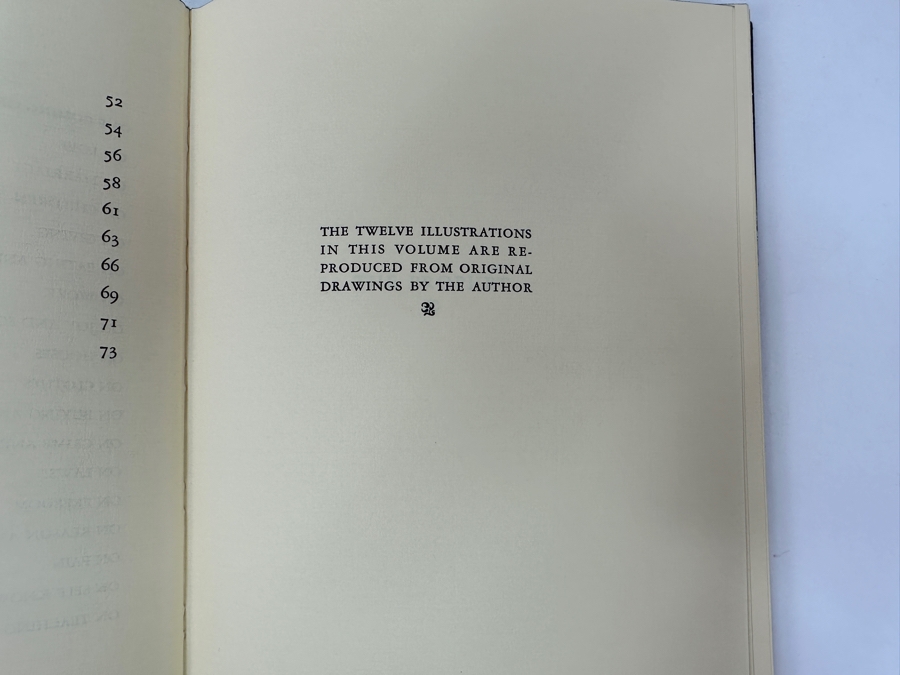 52
54
56
58
61
63
66
69
71
73
THE TWELVE ILLUSTRATIONS
IN THIS VOLUME ARE RE-
PRODUCED FROM ORIGINAL
DRAWINGS BY THE AUTHOR